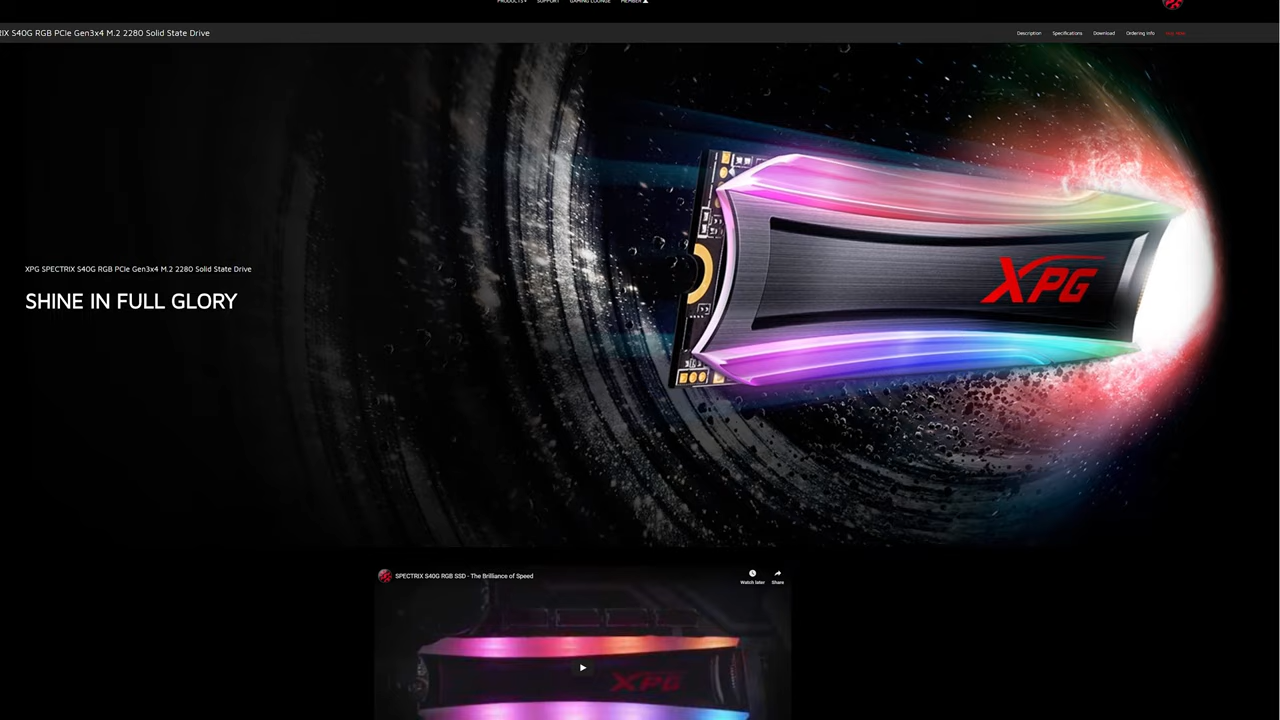 PRODUCTS SUPPORT GAMING LOUNGE MEMBER
IX S40G RGB PCIe Gen3x4 M.2 2280 Solid State Drive
Description Specifications Download Ordering Info
XPG
XPG SPECTRIX S40G RGB PCIe Gen3x4 M.2 2280 Solid State Drive
SHINE IN FULL GLORY
SPECTRIX S40G RGB SSD - The Brilliance of Speed
Watch later Share
XPG